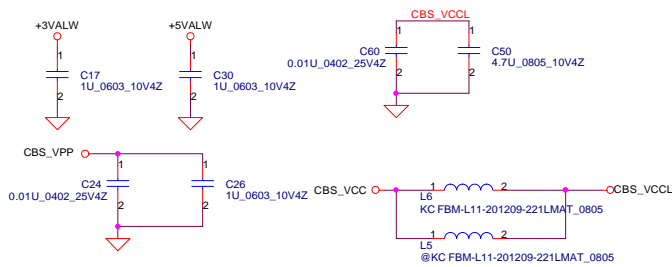 +3VALW
1
C17
1U_0603_10V4Z
2
+5VALW
1
C30
1U_0603_10V4Z
2
CBS_VCCL
1
C60
0.01U_0402_25V4Z
2
1
C50
4.7U_0805_10V4Z
2
CBS_VPP
1
C24
0.01U_0402_25V4Z
2
1
C26
1U_0603_10V4Z
2
CBS_VCC
1
2
L6
KC FBM-L11-201209-221LMAT_0805
CBS_VCCL
1
2
L5
@KC FBM-L11-201209-221LMAT_0805